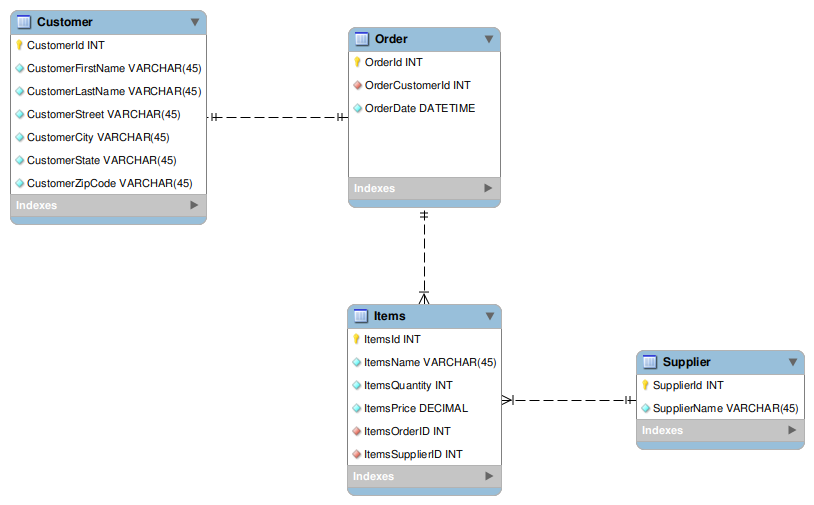 Customer
CustomerId INT
CustomerFirstName VARCHAR(45)
CustomerLastName VARCHAR(45)
CustomerStreet VARCHAR(45)
CustomerCity VARCHAR(45)
CustomerState VARCHAR(45)
CustomerZipCode VARCHAR(45)
Indexes
Order
OrderId INT
OrderCustomerId INT
OrderDate DATETIME
Indexes
Items
ItemsId INT
ItemsName VARCHAR(45)
ItemsQuantity INT
ItemsPrice DECIMAL
ItemsOrderID INT
ItemsSupplierID INT
Indexes
Supplier
SupplierId INT
SupplierName VARCHAR(45)
Indexes